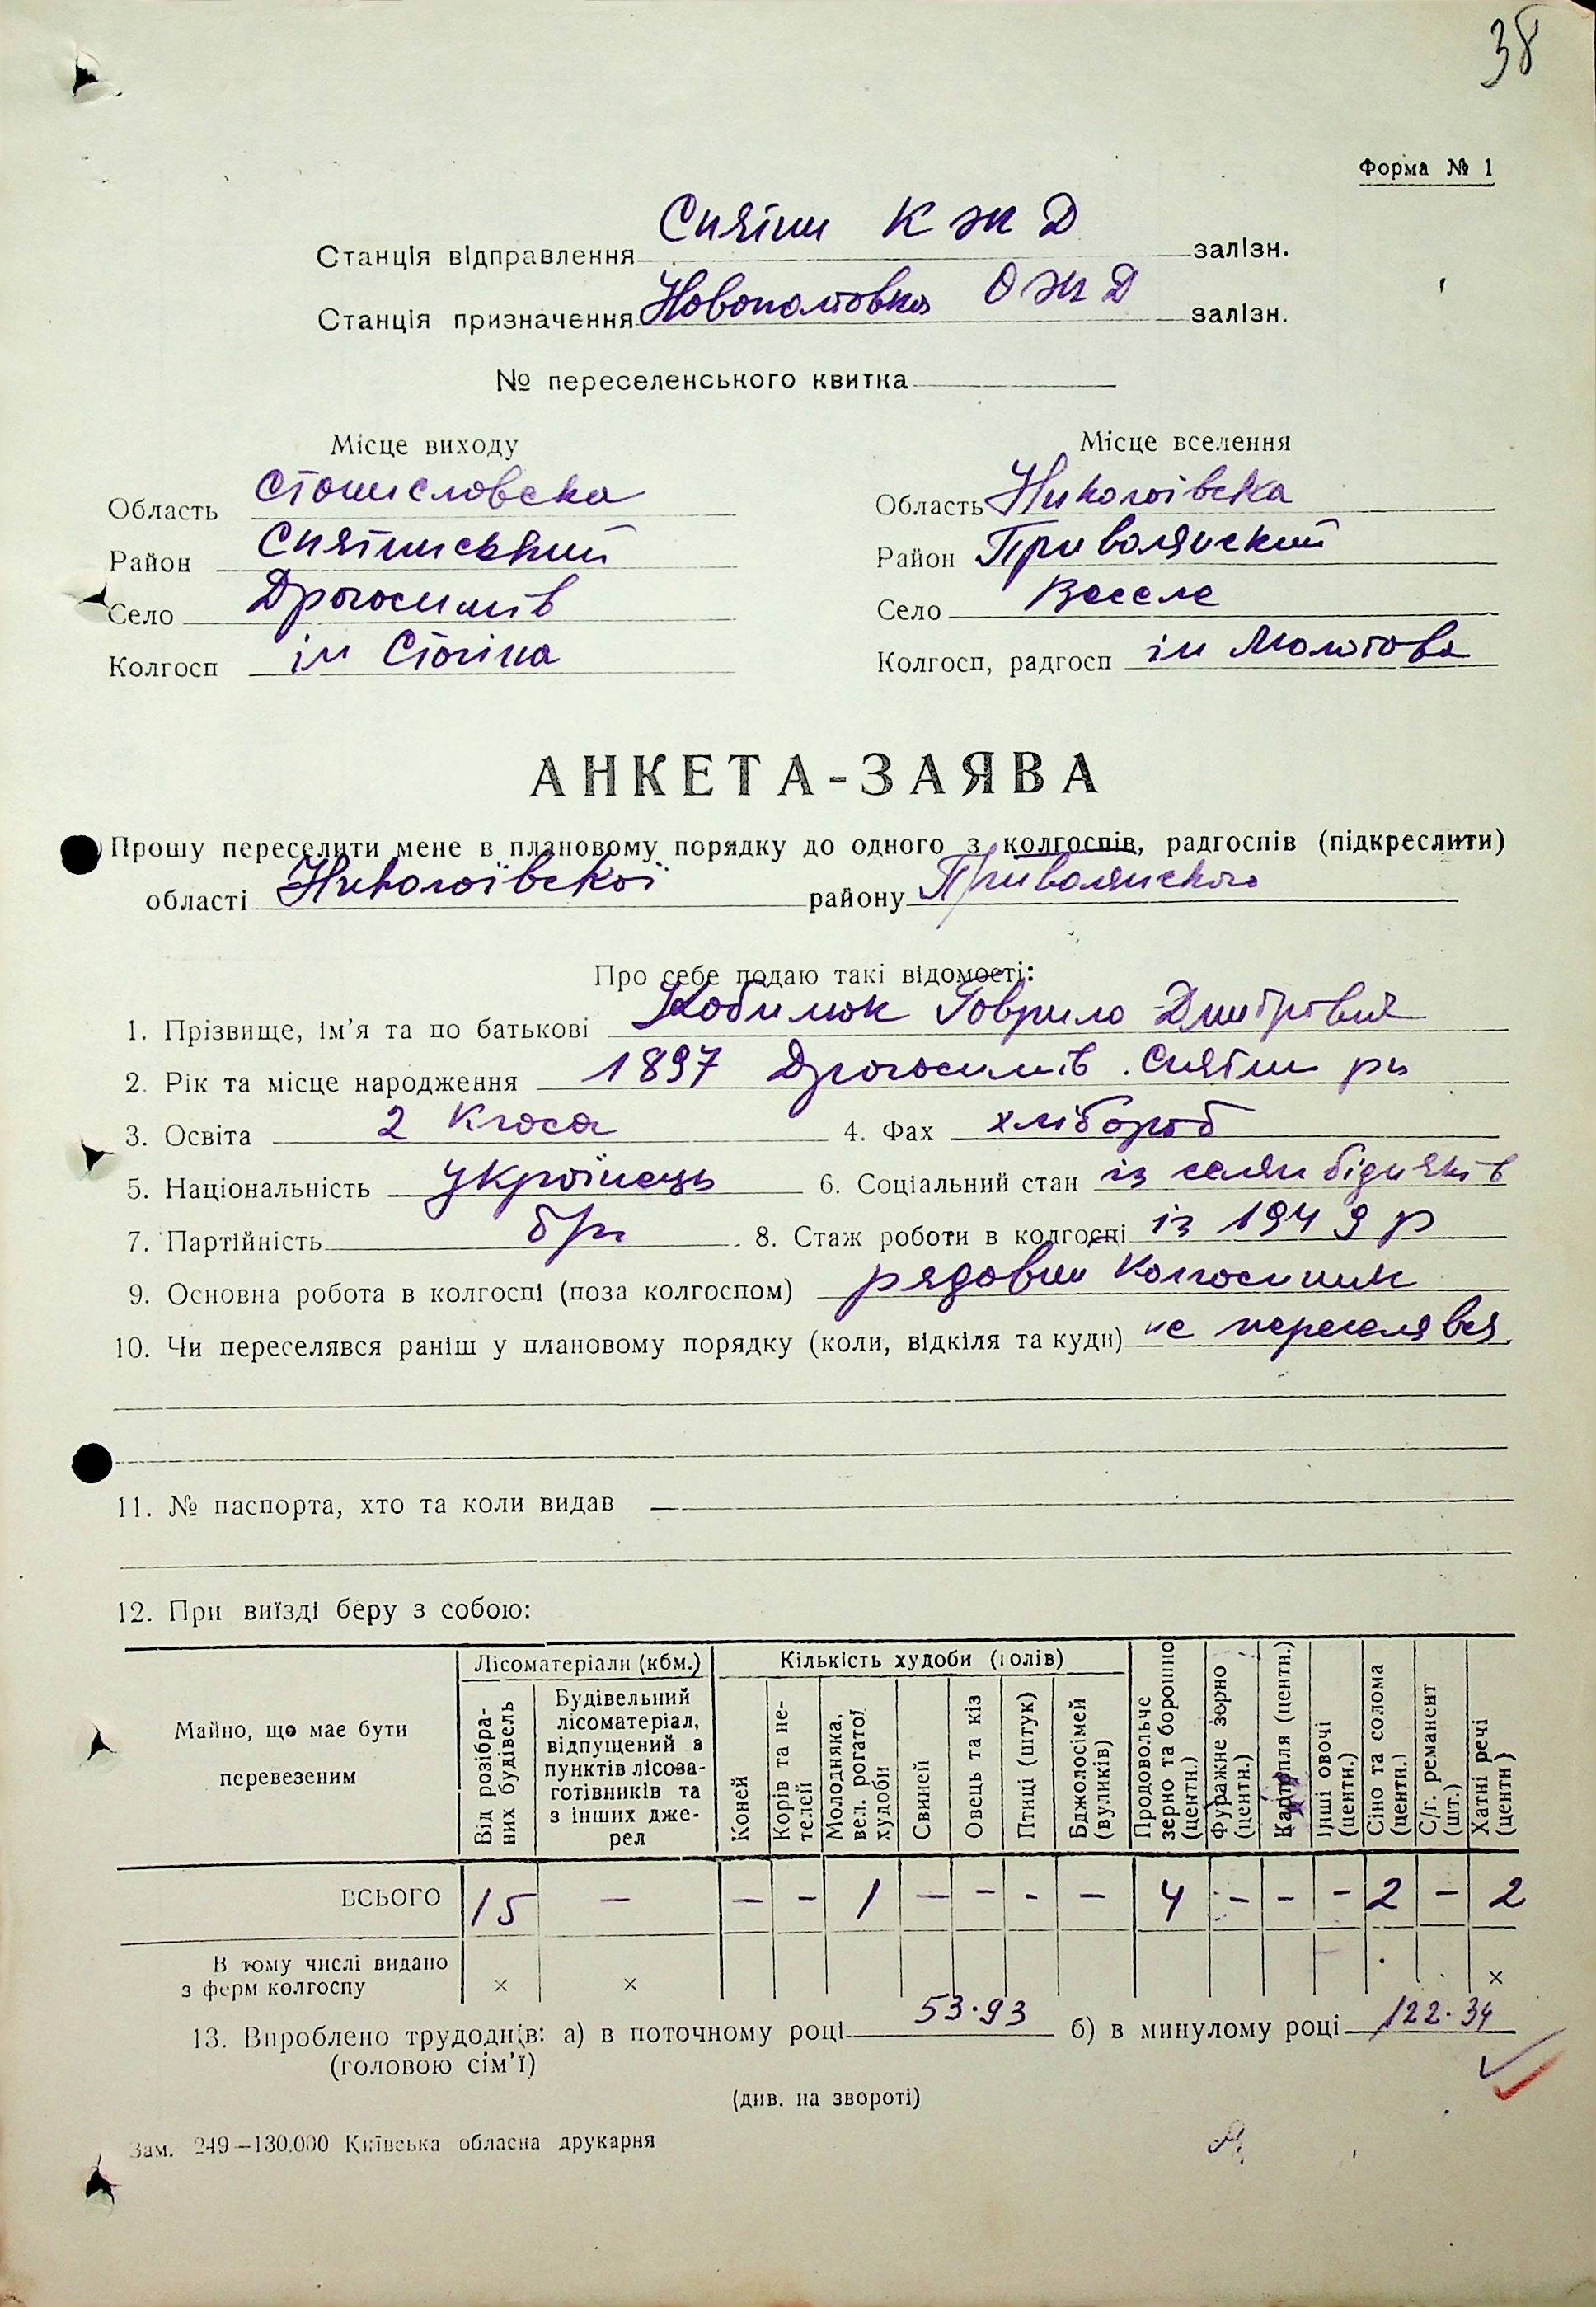 38
Форма № 1
Станція відправлення Снятин К ж Д залізн.
Станція призначення Новополтовка О ж Д залізн.
№ переселенського квитка
Місце виходу
Область Станиславска
Район Снятинський
Село Драгасимів
Колгосп ім Сталіна
Місце вселення
Область Николаівська
Район Привольнский
Село Веселе
Колгосп, радгосп ім Молотова
АНКЕТА-ЗАЯВА
Прошу переселити мене в плановому порядку до одного з колгоспів, радгоспів (підкреслити)
області Николаївскої району Привольнского
Про себе подаю такі відомості:
1. Прізвище, ім'я та по батькові Кобилюк Гаврило Дмитрович
2. Рік та місце народження 1897 Драгасимів. Снятин рн
3. Освіта 2 класа 4. Фах хлібороб
5. Національність українець 6. Соціальний стан із селян бідняків
7. Партійність б/п 8. Стаж роботи в колгоспі із 1949 р
9. Основна робота в колгоспі (поза колгоспом) рядовий колгосиник
10. Чи переселявся раніш у плановому порядку (коли, відкіля та куди) не переселявся
11. № паспорта, хто та коли видав
12. При виїзді беру з собою:
Майно, що має бути перевезеним
Лісоматеріали (кбм.)
Від розібраних будівель
Будівельний лісоматеріал, відпущений з пунктів лісозаготівників та з інших джерел
Кількість худоби (голів)
Коней
Корів та нетелей
Молодняка, вел. рогатої худоби
Свиней
Овець та кіз
Птиці (штук)
Бджолосімей (вуликів)
Продовольче зерно та борошно (центн.)
Фуражне зерно (центн.)
Картопля (центн.)
Інші овочі (центн.)
Сіно та солома (центн.)
С/г. реманент (шт.)
Хатні речі (центн)
ВСЬОГО 15 — — - 1 — - - — 4 - - - 2 — 2
В тому числі видано з ферм колгоспу × × ×
13. Вироблено трудоднів: а) в поточному році 53.93 б) в минулому році 122.34
(головою сім'ї)
(див. на звороті)
Зам. 249—130.000 Київська обласна друкарня